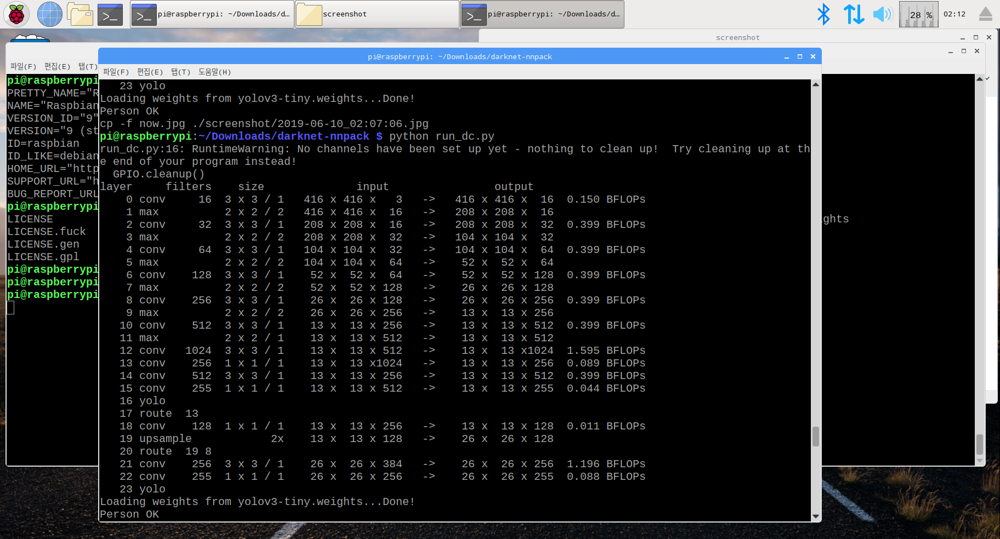 pi@raspberrypi: ~/Downloads/d...
screenshot
pi@raspberrypi: ~/Downloads/d...
28 %
02:12
screenshot
파일(F) 편집(E) 탭(T)
pi@raspberrypi
PRETTY_NAME="R
NAME="Raspbian
VERSION_ID="9"
VERSION="9 (st
ID=raspbian
ID_LIKE=debian
HOME_URL="http
SUPPORT_URL="h
BUG_REPORT_URL
pi@raspberrypi
LICENSE
LICENSE.fuck
LICENSE.gen
LICENSE.gpl
pi@raspberrypi
pi@raspberrypi
pi@raspberrypi
ghts
pi@raspberrypi: ~/Downloads/darknet-nnpack
파일(F) 편집(E) 탭(T) 도움말(H)
23 yolo
Loading weights from yolov3-tiny.weights...Done!
Person OK
cp -f now.jpg ./screenshot/2019-06-10_02:07:06.jpg
pi@raspberrypi:~/Downloads/darknet-nnpack $ python run_dc.py
run_dc.py:16: RuntimeWarning: No channels have been set up yet - nothing to clean up!  Try cleaning up at th
e end of your program instead!
  GPIO.cleanup()
layer     filters    size              input                output
    0 conv     16  3 x 3 / 1   416 x 416 x   3   ->   416 x 416 x  16  0.150 BFLOPs
    1 max          2 x 2 / 2   416 x 416 x  16   ->   208 x 208 x  16
    2 conv     32  3 x 3 / 1   208 x 208 x  16   ->   208 x 208 x  32  0.399 BFLOPs
    3 max          2 x 2 / 2   208 x 208 x  32   ->   104 x 104 x  32
    4 conv     64  3 x 3 / 1   104 x 104 x  32   ->   104 x 104 x  64  0.399 BFLOPs
    5 max          2 x 2 / 2   104 x 104 x  64   ->    52 x  52 x  64
    6 conv    128  3 x 3 / 1    52 x  52 x  64   ->    52 x  52 x 128  0.399 BFLOPs
    7 max          2 x 2 / 2    52 x  52 x 128   ->    26 x  26 x 128
    8 conv    256  3 x 3 / 1    26 x  26 x 128   ->    26 x  26 x 256  0.399 BFLOPs
    9 max          2 x 2 / 2    26 x  26 x 256   ->    13 x  13 x 256
   10 conv    512  3 x 3 / 1    13 x  13 x 256   ->    13 x  13 x 512  0.399 BFLOPs
   11 max          2 x 2 / 1    13 x  13 x 512   ->    13 x  13 x 512
   12 conv   1024  3 x 3 / 1    13 x  13 x 512   ->    13 x  13 x1024  1.595 BFLOPs
   13 conv    256  1 x 1 / 1    13 x  13 x1024   ->    13 x  13 x 256  0.089 BFLOPs
   14 conv    512  3 x 3 / 1    13 x  13 x 256   ->    13 x  13 x 512  0.399 BFLOPs
   15 conv    255  1 x 1 / 1    13 x  13 x 512   ->    13 x  13 x 255  0.044 BFLOPs
   16 yolo
   17 route  13
   18 conv    128  1 x 1 / 1    13 x  13 x 256   ->    13 x  13 x 128  0.011 BFLOPs
   19 upsample            2x    13 x  13 x 128   ->    26 x  26 x 128
   20 route  19 8
   21 conv    256  3 x 3 / 1    26 x  26 x 384   ->    26 x  26 x 256  1.196 BFLOPs
   22 conv    255  1 x 1 / 1    26 x  26 x 256   ->    26 x  26 x 255  0.088 BFLOPs
   23 yolo
Loading weights from yolov3-tiny.weights...Done!
Person OK